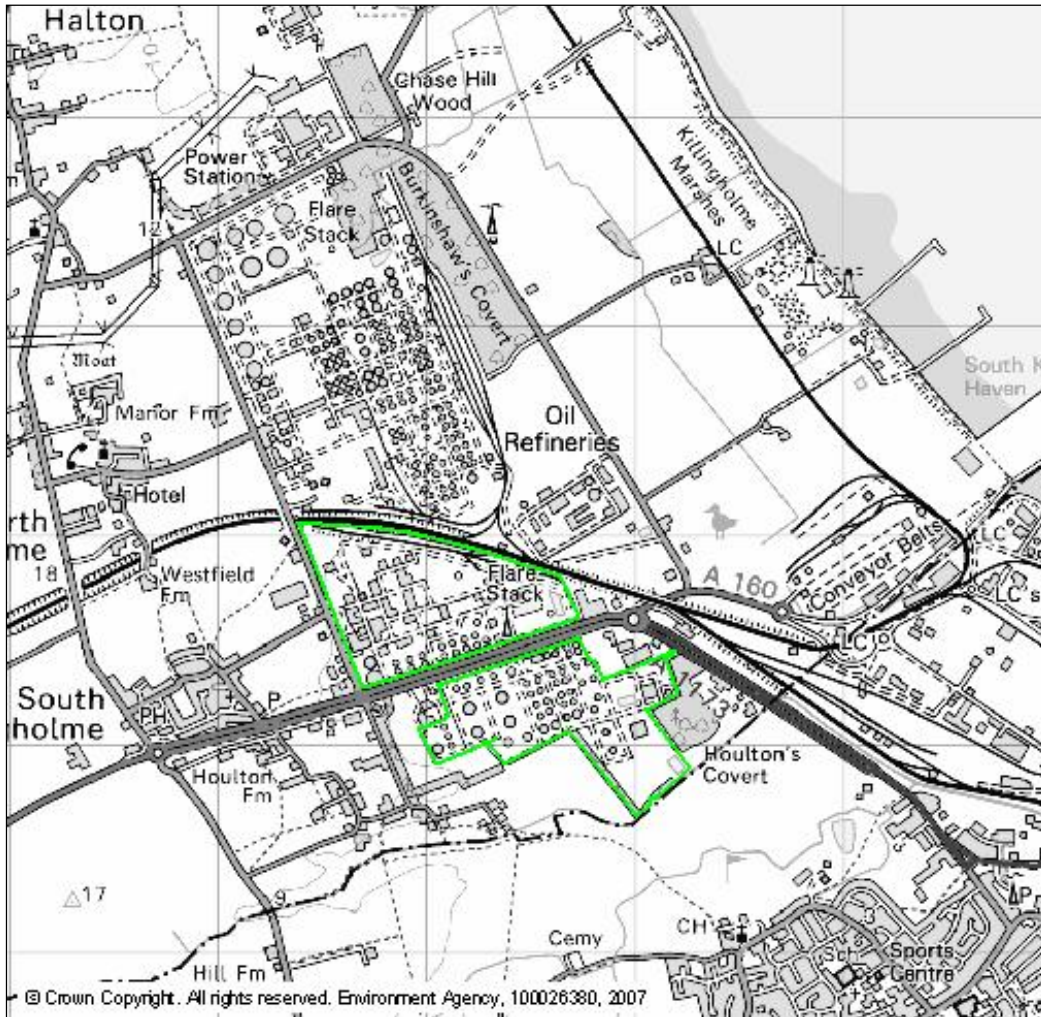 Halton
Chase Hill
Wood
Power
Station
Flare
Stack
Burkinshaw's Covert
Killingholme
Marshes
LC
12
Moat
Manor Fm
Hotel
Oil
Refineries
South K
Haven
rth
me
18
Westfield
Fm
Flare
Stack
A 160
Conveyor Belts
LC
LC's
LC
South
holme
PH
P
1173
Houlton's
Covert
Houlton
Fm
17
9
Hill Fm
Cemy
CH
3
P
Sch
Sports
Centre
© Crown Copyright. All rights reserved. Environment Agency, 100026380, 2007